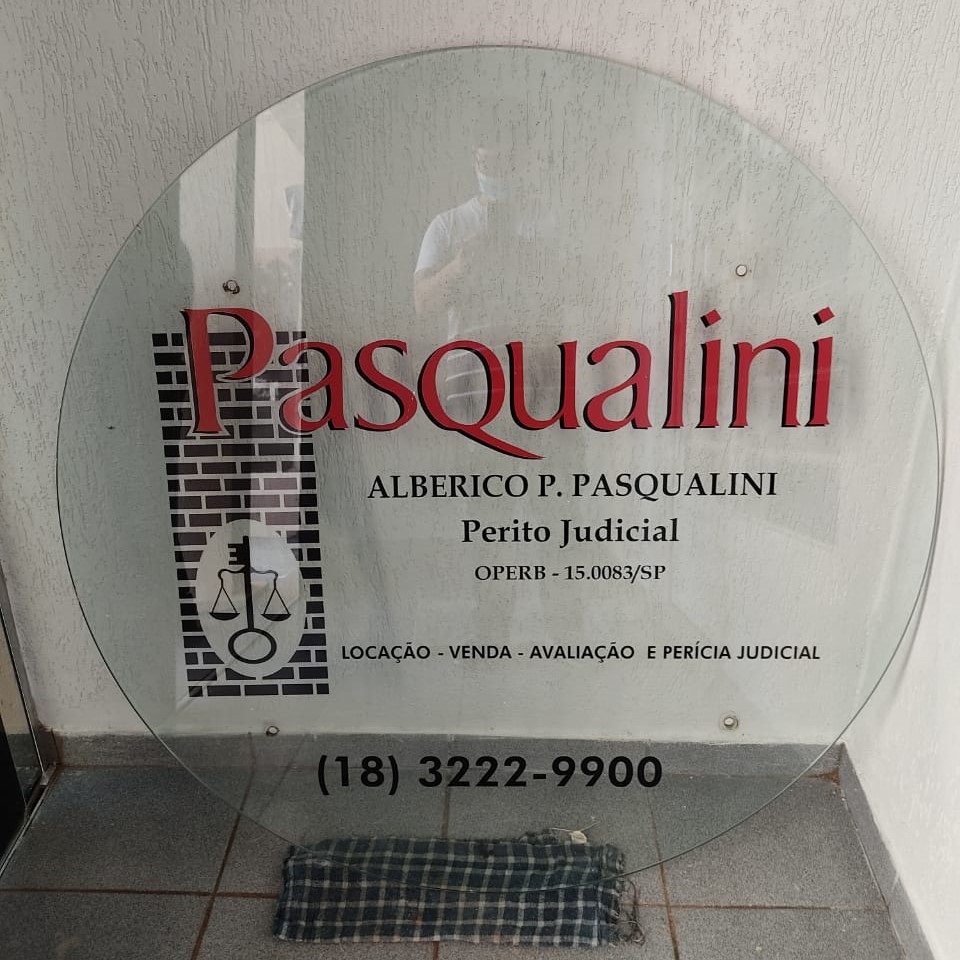 Pasqualini
ALBERICO P. PASQUALINI
Perito Judicial
OPERB - 15.0083/SP
LOCAÇÃO - VENDA - AVALIAÇÃO E PERÍCIA JUDICIAL
(18) 3222-9900